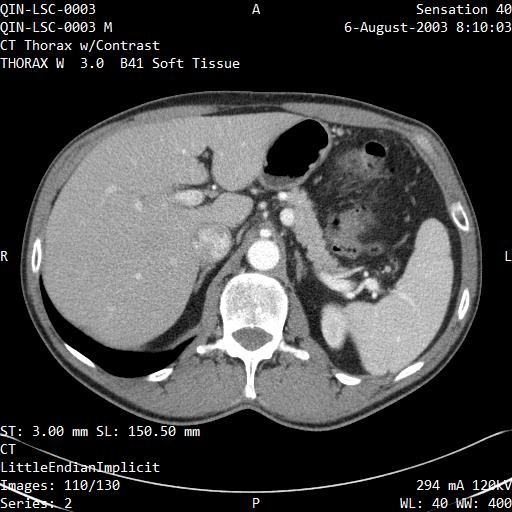 QIN-LSC-0003
A
Sensation 40
QIN-LSC-0003 M
6-August-2003 8:10:03
CT Thorax w/Contrast
THORAX W 3.0 B41 Soft Tissue
R
L
ST: 3.00 mm SL: 150.50 mm
CT
LittleEndianImplicit
Images: 110/130
294 mA 120kV
Series: 2
P
WL: 40 WW: 400